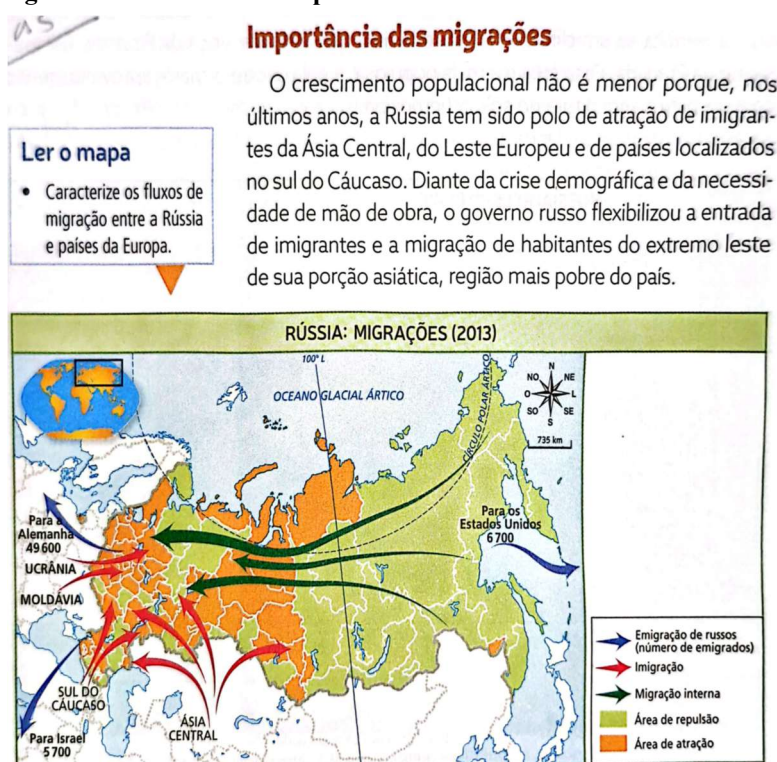 as
Importância das migrações
O crescimento populacional não é menor porque, nos
últimos anos, a Rússia tem sido polo de atração de imigran-
tes da Ásia Central, do Leste Europeu e de países localizados
no sul do Cáucaso. Diante da crise demográfica e da necessi-
dade de mão de obra, o governo russo flexibilizou a entrada
de imigrantes e a migração de habitantes do extremo leste
de sua porção asiática, região mais pobre do país.
Ler o mapa
• Caracterize os fluxos de
migração entre a Rússia
e países da Europa.
RÚSSIA: MIGRAÇÕES (2013)
100° L
OCEANO GLACIAL ÁRTICO
CÍRCULO POLAR ÁRTICO
N
NO
NE
O
L
SO
SE
S
735 km
Para a
Alemanha
49 600
UCRÂNIA
MOLDÁVIA
Para os
Estados Unidos
6 700
SUL DO
CÁUCASO
ÁSIA
CENTRAL
Para Israel
5 700
Emigração de russos
(número de emigrados)
Imigração
Migração interna
Área de repulsão
Área de atração